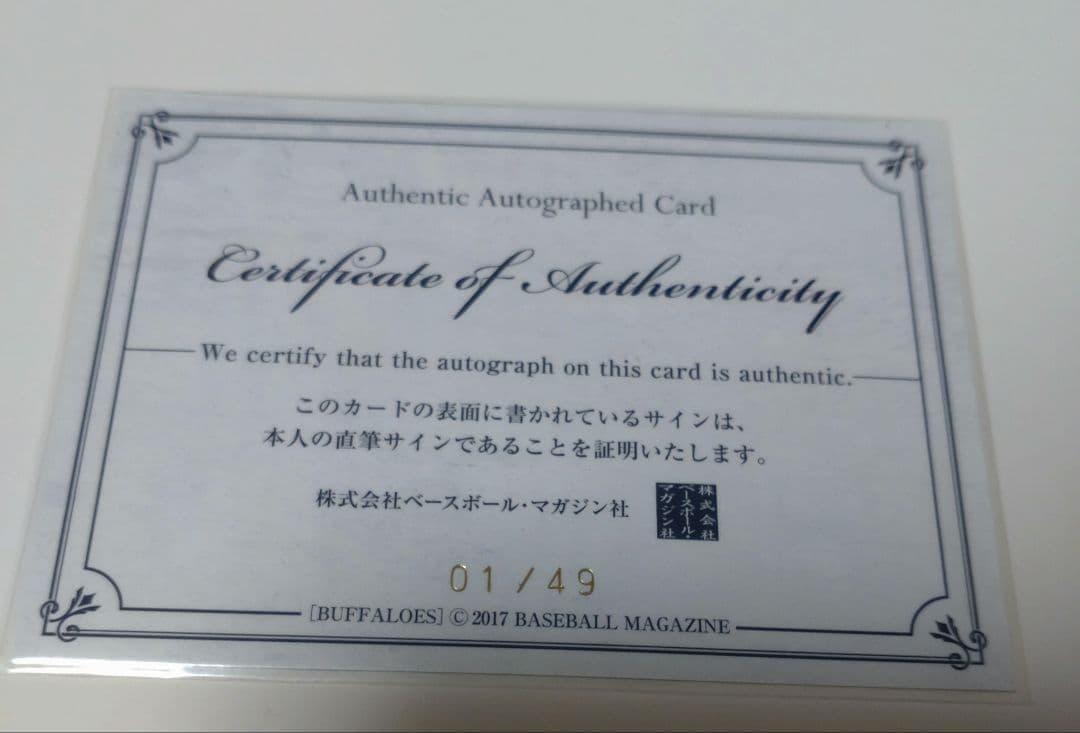 Authentic Autographed Card
Certificate of Authenticity
We certify that the autograph on this card is authentic.
このカードの表面に書かれているサインは、
本人の直筆サインであることを証明いたします。
株式会社ベースボール・マガジン社
株式会社
ベースボール・
マガジン社
01/49
[BUFFALOES] © 2017 BASEBALL MAGAZINE